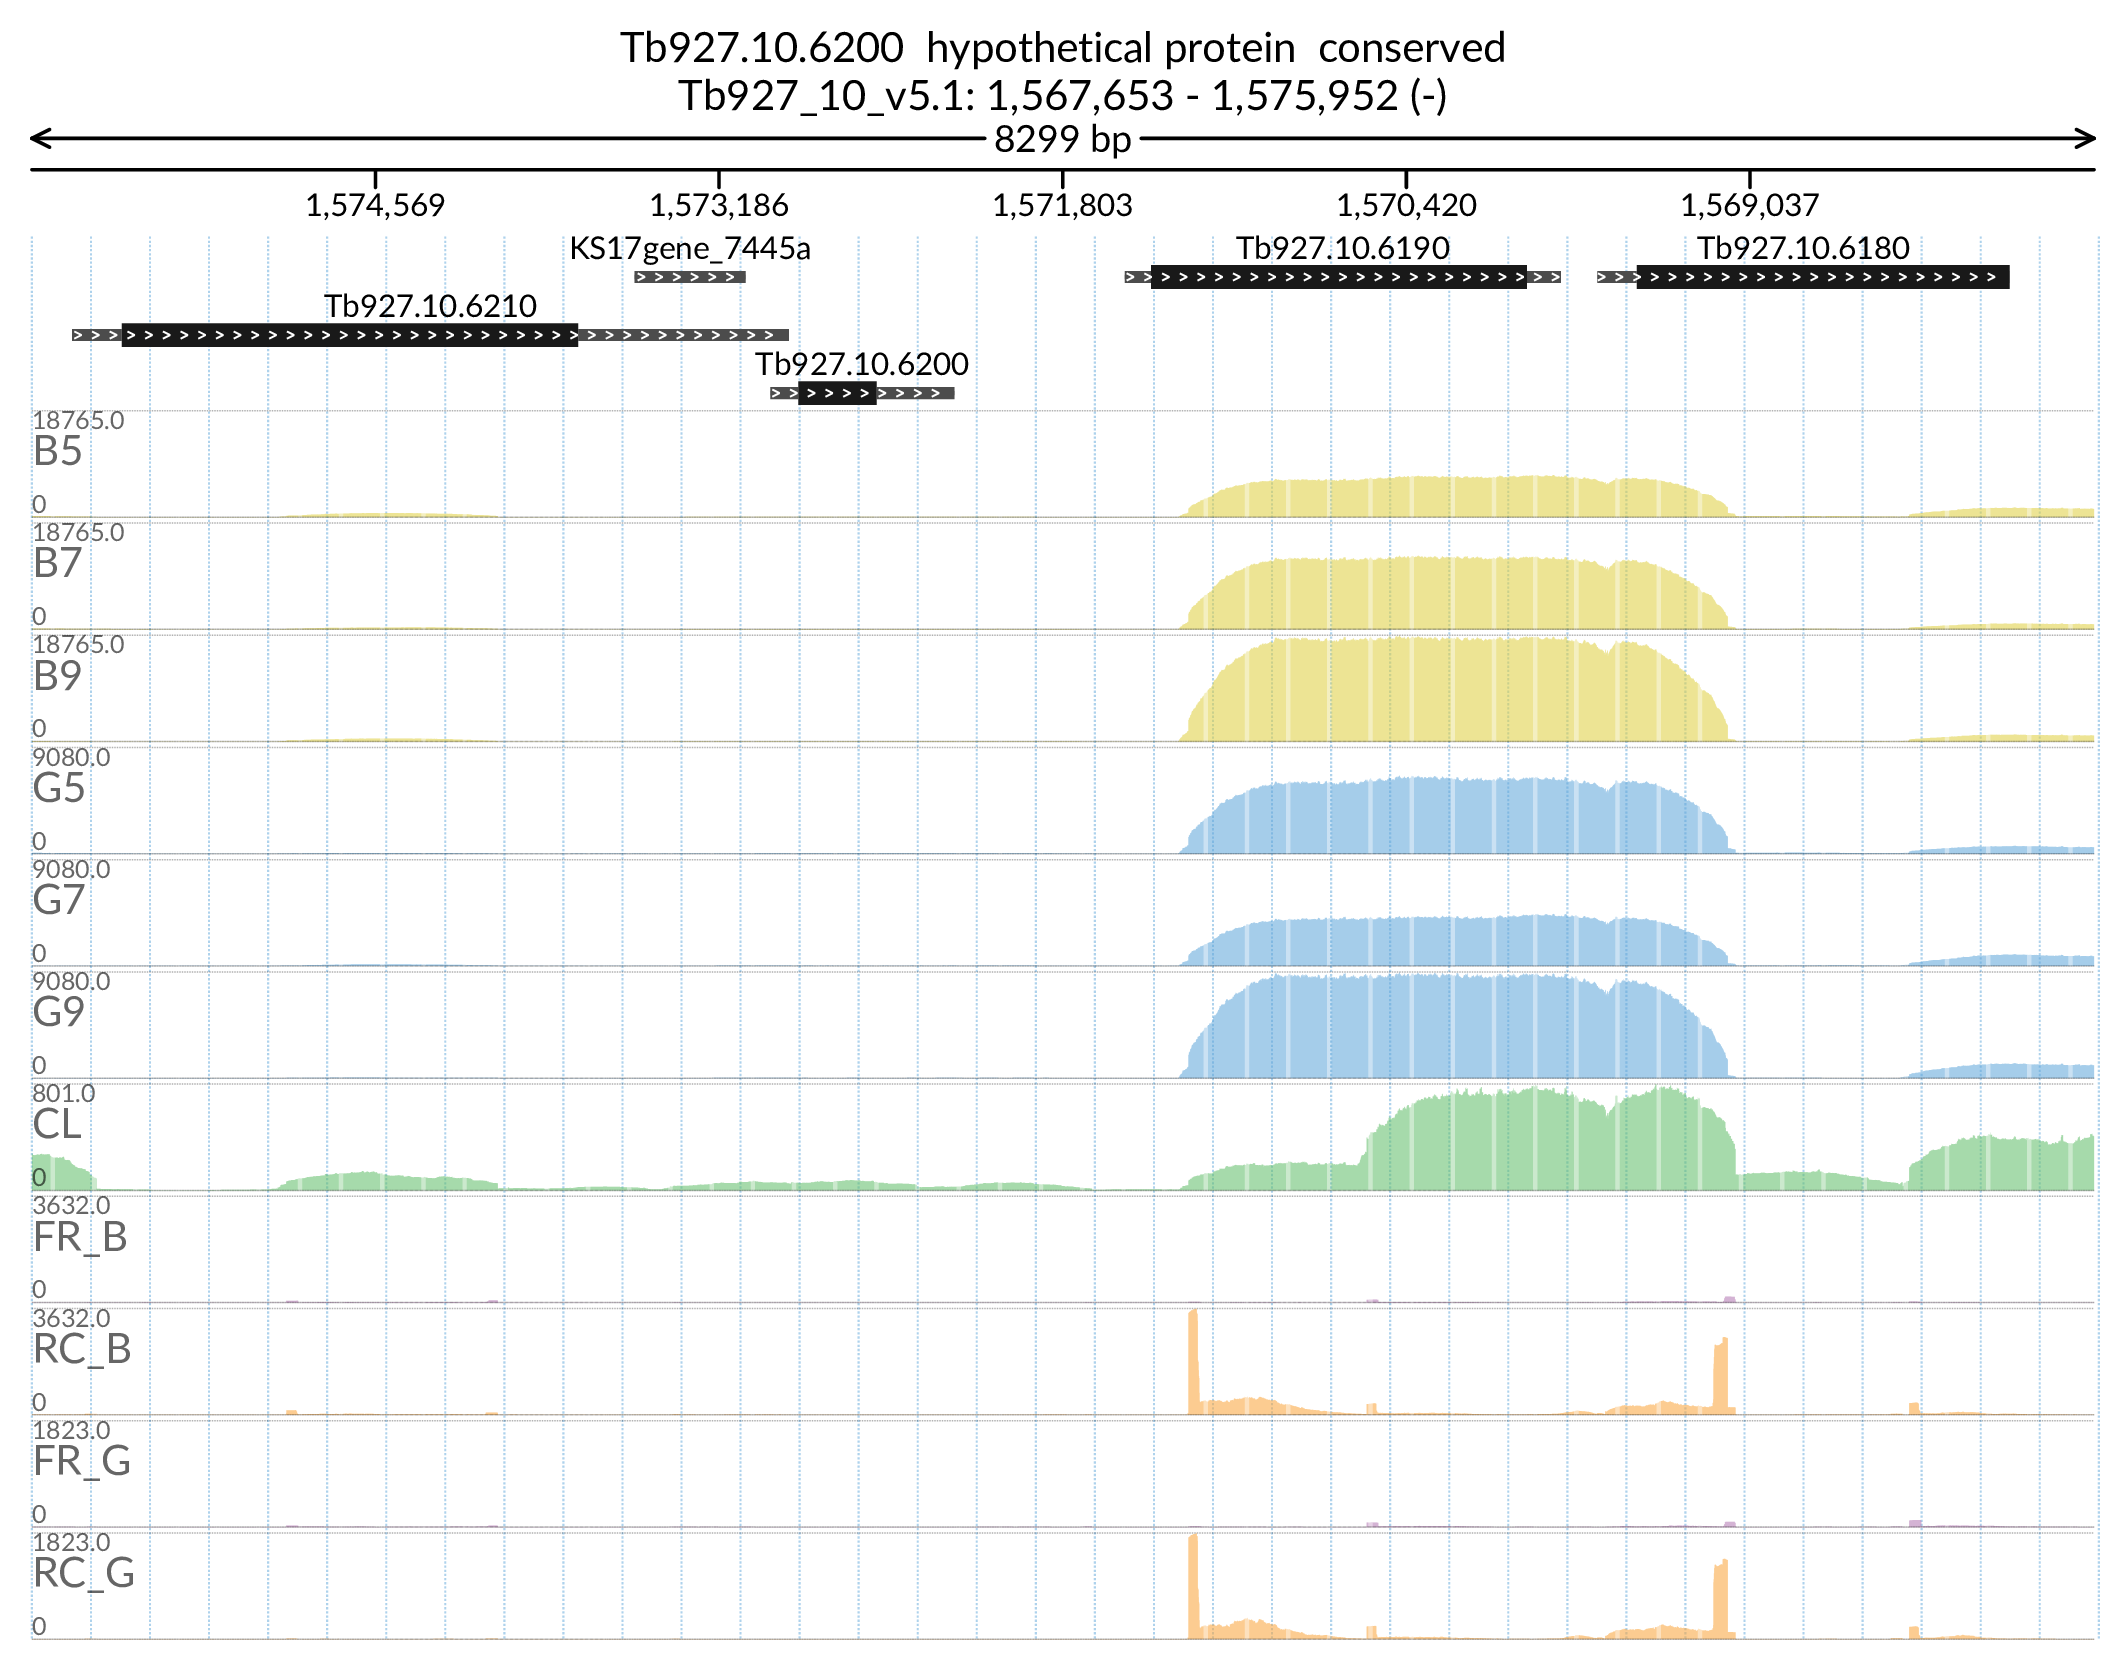 Tb927.10.6200  hypothetical protein  conserved
Tb927_10_v5.1: 1,567,653 - 1,575,952 (-)
8299 bp
1,574,569 1,573,186 1,571,803 1,570,420 1,569,037
KS17gene_7445a Tb927.10.6190 Tb927.10.6180
Tb927.10.6210
Tb927.10.6200
18765.0
B5
0
18765.0
B7
0
18765.0
B9
0
9080.0
G5
0
9080.0
G7
0
9080.0
G9
0
801.0
CL
0
3632.0
FR_B
0
3632.0
RC_B
0
1823.0
FR_G
0
1823.0
RC_G
0